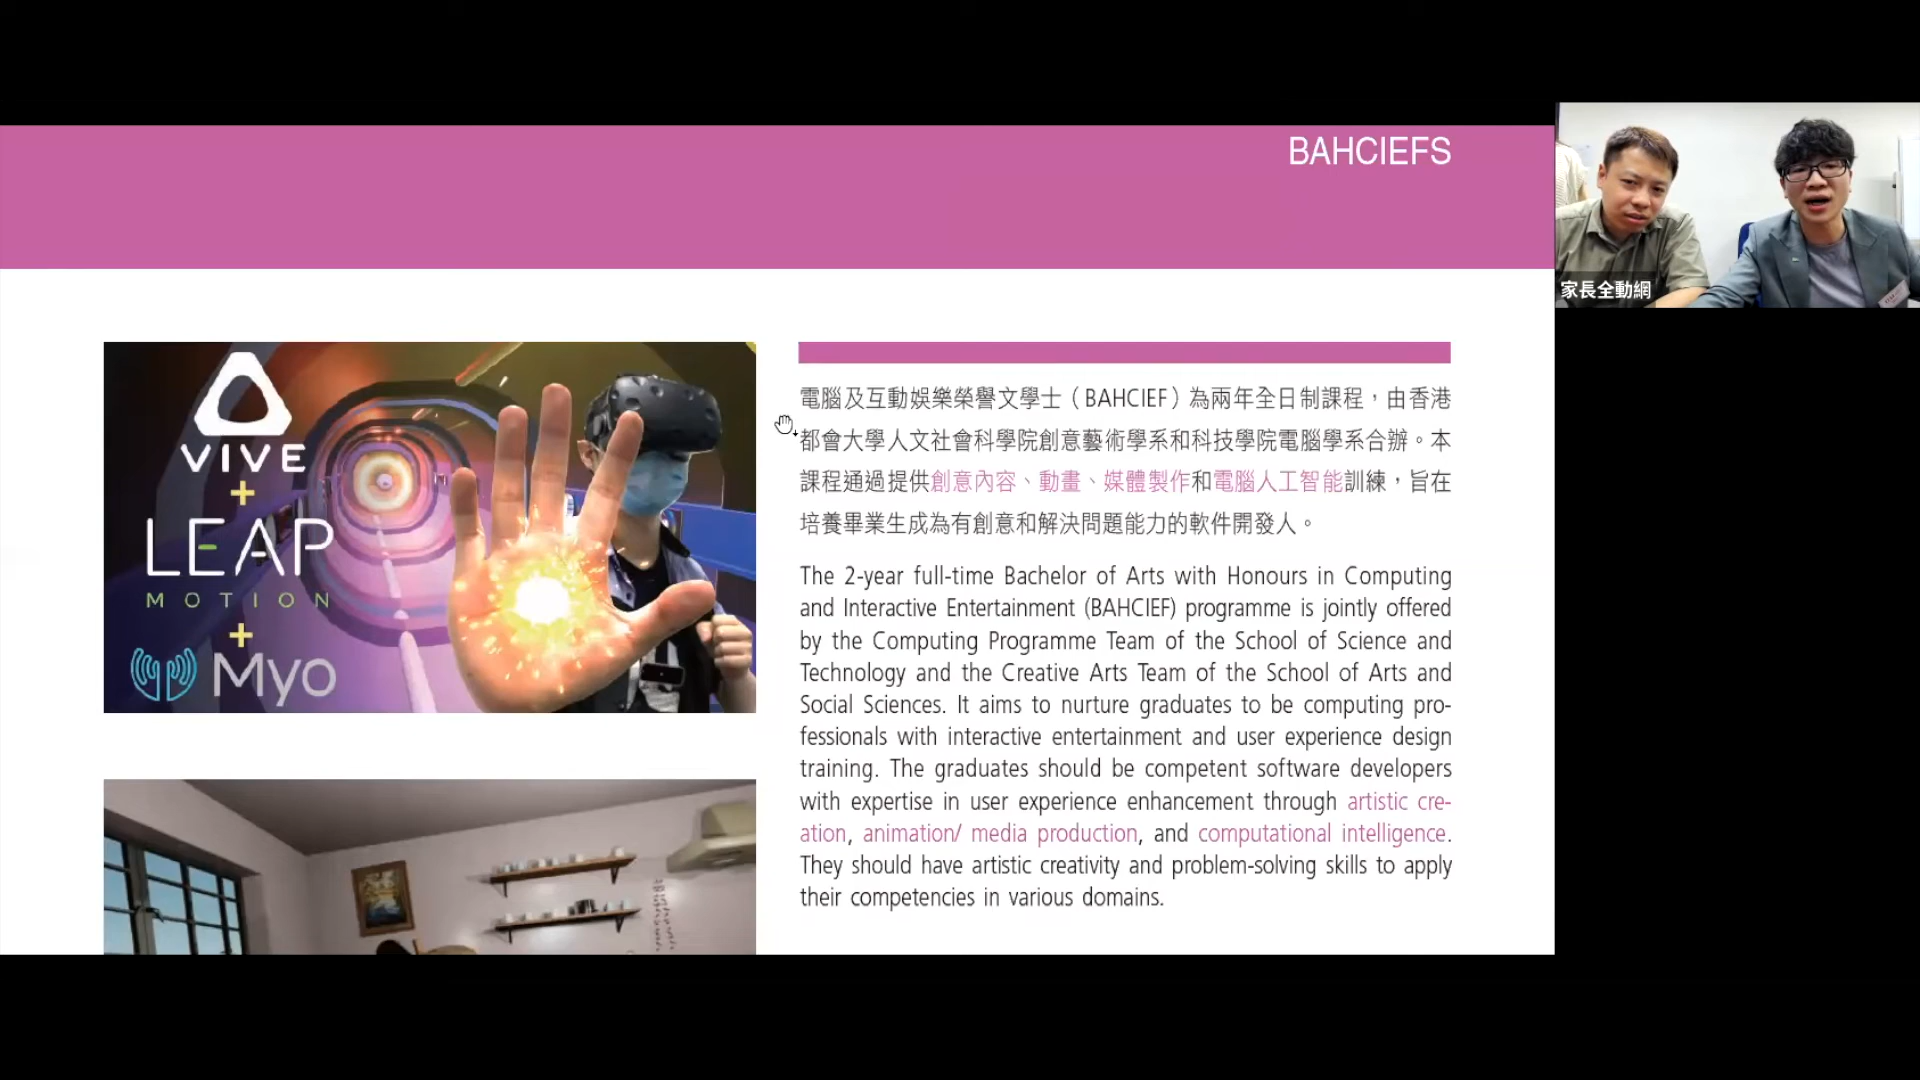 BAHCIEFS
VIVE
+
LEAP
MOTION
+
Myo
電腦及互動娛樂榮譽文學士（BAHCIEF）為兩年全日制課程，由香港
都會大學人文社會科學院創意藝術學系和科技學院電腦學系合辦。本
課程通過提供創意內容、動畫、媒體製作和電腦人工智能訓練，旨在
培養畢業生成為有創意和解決問題能力的軟件開發人。
The 2-year full-time Bachelor of Arts with Honours in Computing
and Interactive Entertainment (BAHCIEF) programme is jointly offered
by the Computing Programme Team of the School of Science and
Technology and the Creative Arts Team of the School of Arts and
Social Sciences. It aims to nurture graduates to be computing pro-
fessionals with interactive entertainment and user experience design
training. The graduates should be competent software developers
with expertise in user experience enhancement through artistic cre-
ation, animation/ media production, and computational intelligence.
They should have artistic creativity and problem-solving skills to apply
their competencies in various domains.
家長全動網